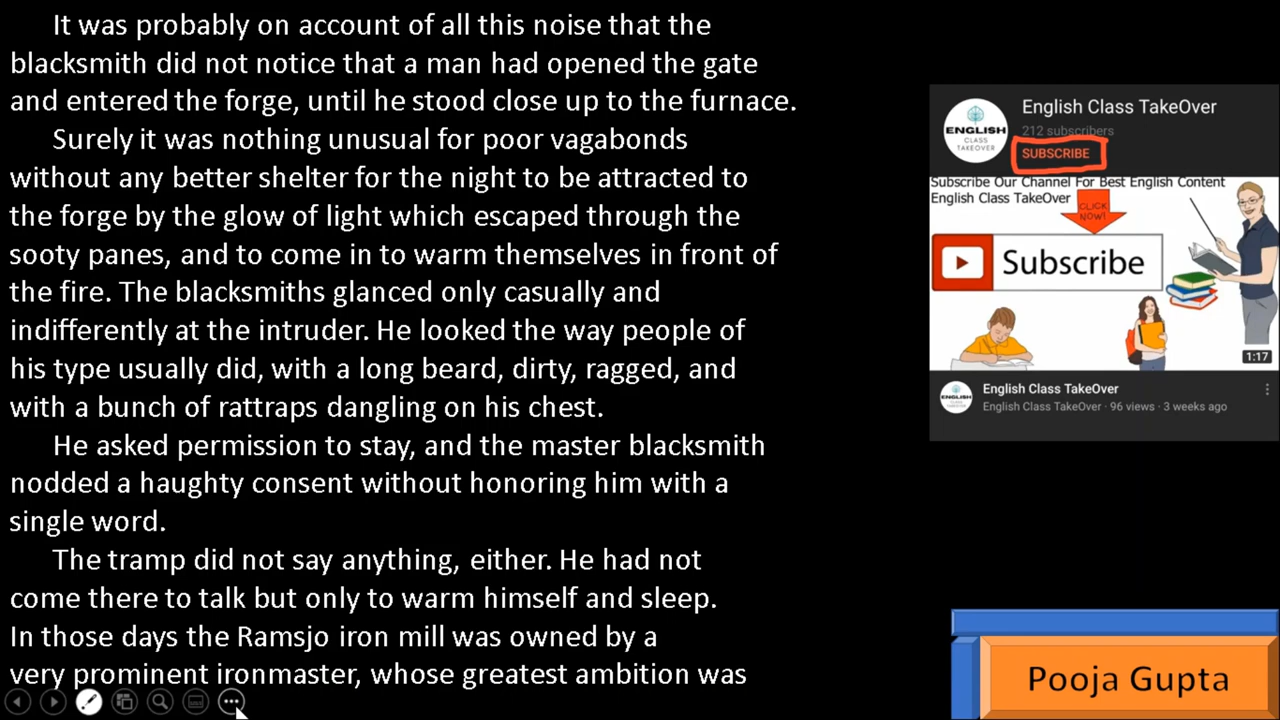 It was probably on account of all this noise that the
blacksmith did not notice that a man had opened the gate
and entered the forge, until he stood close up to the furnace.
Surely it was nothing unusual for poor vagabonds
without any better shelter for the night to be attracted to
the forge by the glow of light which escaped through the
sooty panes, and to come in to warm themselves in front of
the fire. The blacksmiths glanced only casually and
indifferently at the intruder. He looked the way people of
his type usually did, with a long beard, dirty, ragged, and
with a bunch of rattraps dangling on his chest.
He asked permission to stay, and the master blacksmith
nodded a haughty consent without honoring him with a
single word.
The tramp did not say anything, either. He had not
come there to talk but only to warm himself and sleep.
In those days the Ramsjo iron mill was owned by a
very prominent ironmaster, whose greatest ambition was
ENGLISH
CLASS
TAKEOVER
English Class TakeOver
212 subscribers
SUBSCRIBE
Subscribe Our Channel For Best English Content
English Class TakeOver
CLICK
NOW!
Subscribe
1:17
ENGLISH
English Class TakeOver
English Class TakeOver · 96 views · 3 weeks ago
Pooja Gupta